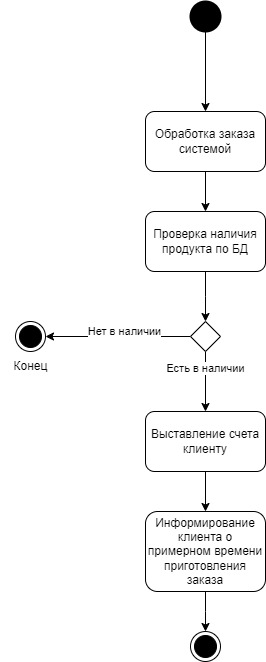 Обработка заказа
системой
Проверка наличия
продукта по БД
Нет в наличии
Конец
Есть в наличии
Выставление счета
клиенту
Информирование
клиента о
примерном времени
приготовления
заказа